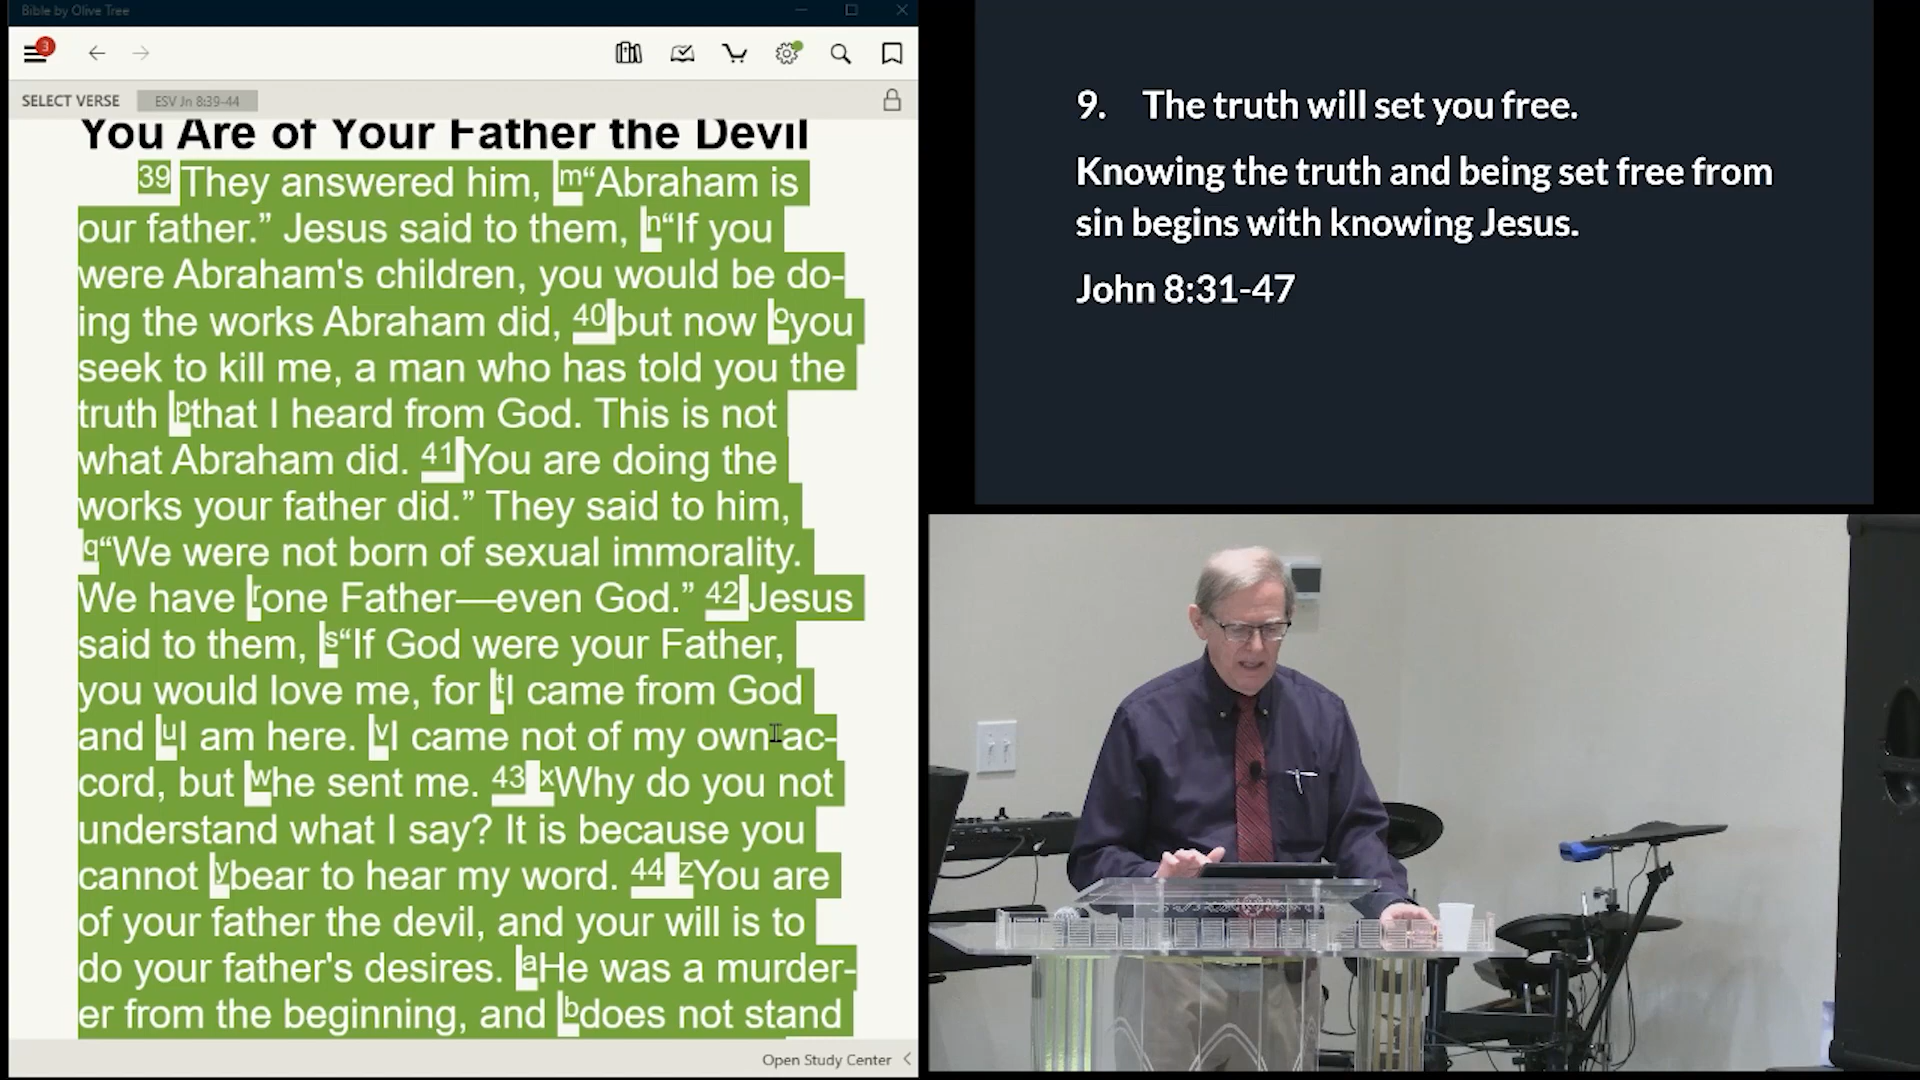 Bible by Olive Tree
3
SELECT VERSE ESV Jn 8:39-44
You Are of Your Father the Devil
39 They answered him, m“Abraham is
our father.” Jesus said to them, n“If you
were Abraham's children, you would be do-
ing the works Abraham did, 40 but now oyou
seek to kill me, a man who has told you the
truth pthat I heard from God. This is not
what Abraham did. 41 You are doing the
works your father did.” They said to him,
q“We were not born of sexual immorality.
We have rone Father—even God.” 42 Jesus
said to them, s“If God were your Father,
you would love me, for tI came from God
and uI am here. vI came not of my own ac-
cord, but whe sent me. 43 xWhy do you not
understand what I say? It is because you
cannot ybear to hear my word. 44 zYou are
of your father the devil, and your will is to
do your father's desires. aHe was a murder-
er from the beginning, and bdoes not stand
Open Study Center
9. The truth will set you free.
Knowing the truth and being set free from
sin begins with knowing Jesus.
John 8:31-47